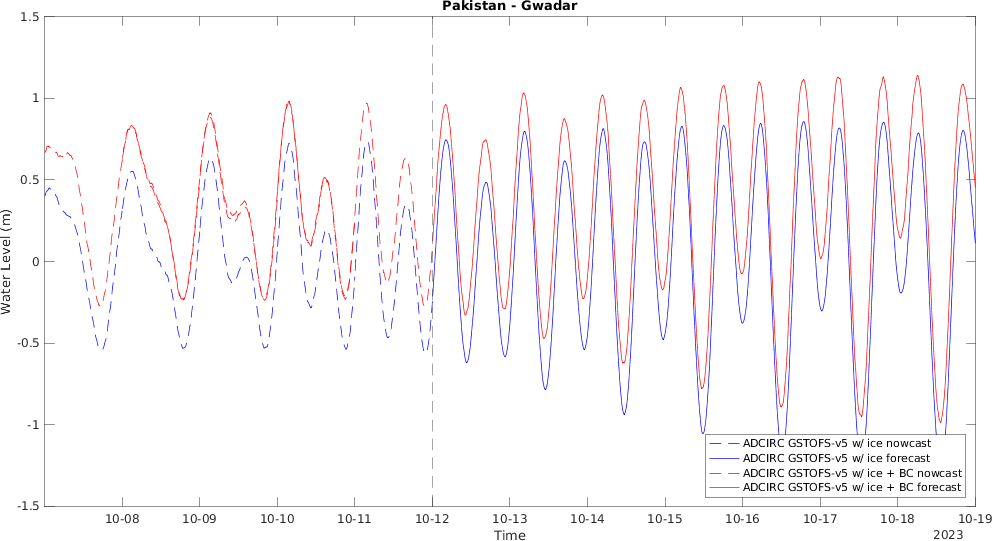 Pakistan - Gwadar
1.5
1
0.5
0
-0.5
-1
-1.5
Water Level (m)
10-08 10-09 10-10 10-11 10-12 10-13 10-14 10-15 10-16 10-17 10-18 10-19
Time
2023
ADCIRC GSTOFS-v5 w/ ice nowcast
ADCIRC GSTOFS-v5 w/ ice forecast
ADCIRC GSTOFS-v5 w/ ice + BC nowcast
ADCIRC GSTOFS-v5 w/ ice + BC forecast